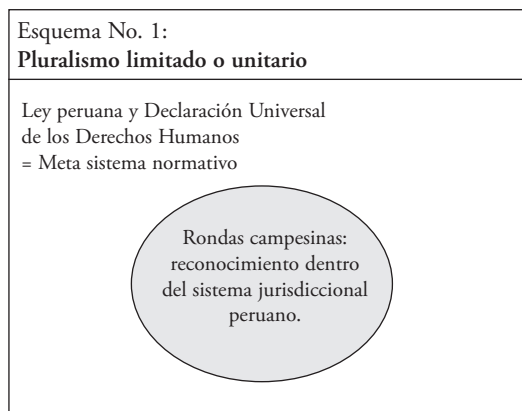 Esquema No. 1:
Pluralismo limitado o unitario
Ley peruana y Declaración Universal
de los Derechos Humanos
= Meta sistema normativo
Rondas campesinas:
reconocimiento dentro
del sistema jurisdiccional
peruano.